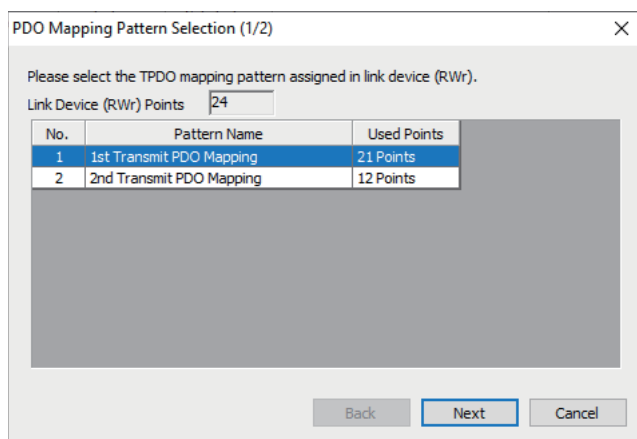 PDO Mapping Pattern Selection (1/2)
Please select the TPDO mapping pattern assigned in link device (RWr).
Link Device (RWr) Points 24
No. Pattern Name Used Points
1 1st Transmit PDO Mapping 21 Points
2 2nd Transmit PDO Mapping 12 Points
Back Next Cancel